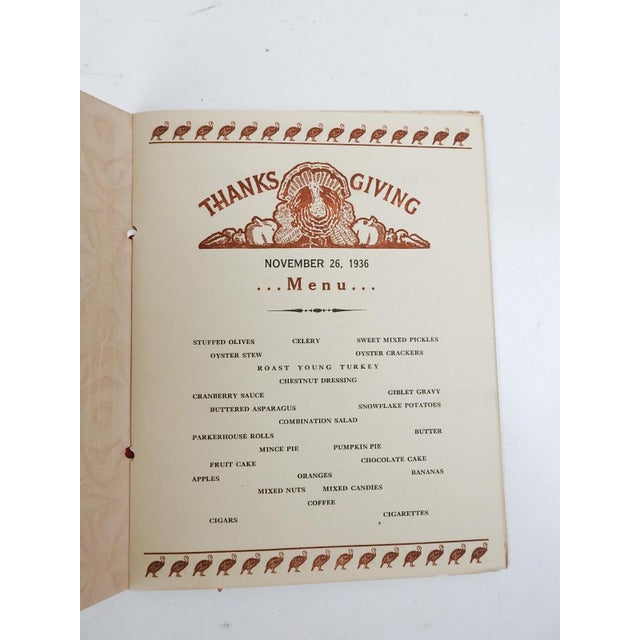 THANKS GIVING
NOVEMBER 26, 1936
...Menu...
STUFFED OLIVES CELERY SWEET MIXED PICKLES
OYSTER STEW OYSTER CRACKERS
ROAST YOUNG TURKEY
CHESTNUT DRESSING
CRANBERRY SAUCE GIBLET GRAVY
BUTTERED ASPARAGUS SNOWFLAKE POTATOES
COMBINATION SALAD
PARKERHOUSE ROLLS BUTTER
MINCE PIE PUMPKIN PIE
FRUIT CAKE CHOCOLATE CAKE
APPLES ORANGES BANANAS
MIXED NUTS MIXED CANDIES
COFFEE
CIGARS CIGARETTES